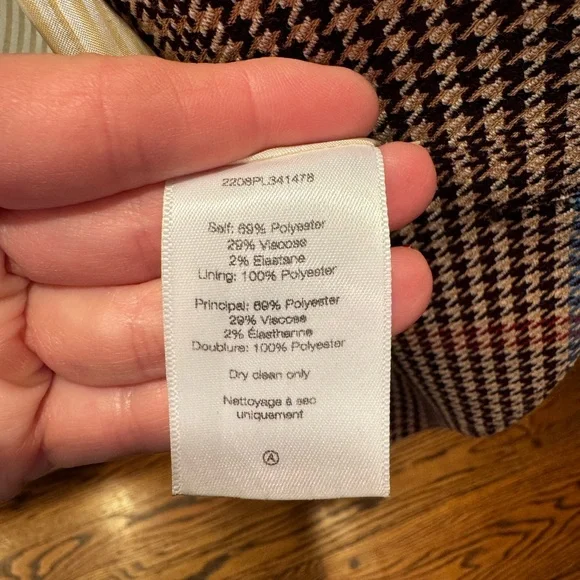 2208PL341478
Self: 69% Polyester
29% Viscose
2% Elastane
Lining: 100% Polyester
Principal: 69% Polyester
29% Viscose
2% Élasthanne
Doublure: 100% Polyester
Dry clean only
Nettoyage à sec
uniquement
A